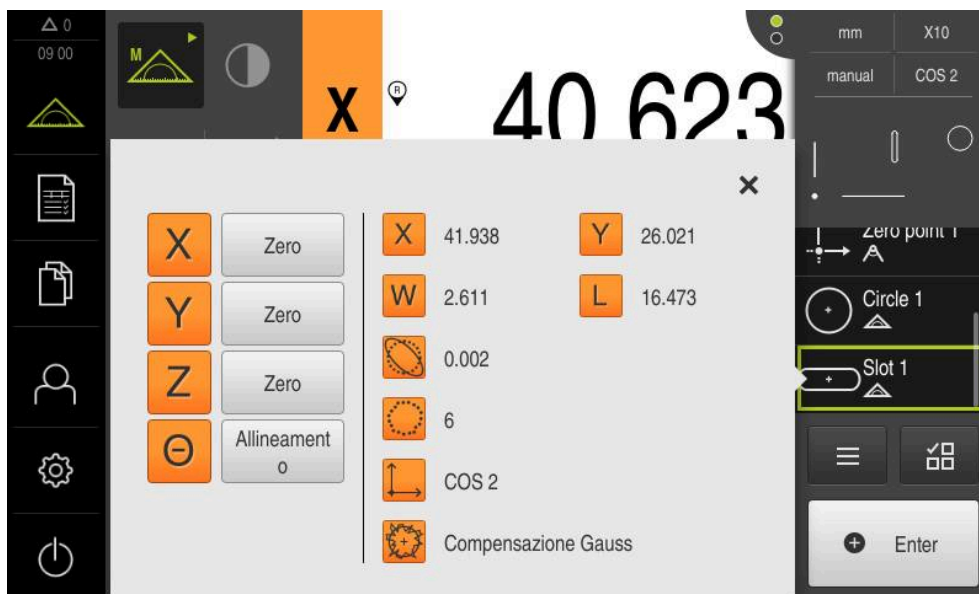 0
09 00
M
X
R
40.623
mm
X10
manual
COS 2
X
Zero
Y
Zero
Z
Zero
Θ
Allineament
o
X
41.938
Y
26.021
W
2.611
L
16.473
0.002
6
COS 2
Compensazione Gauss
Zero point 1
Circle 1
Slot 1
Enter